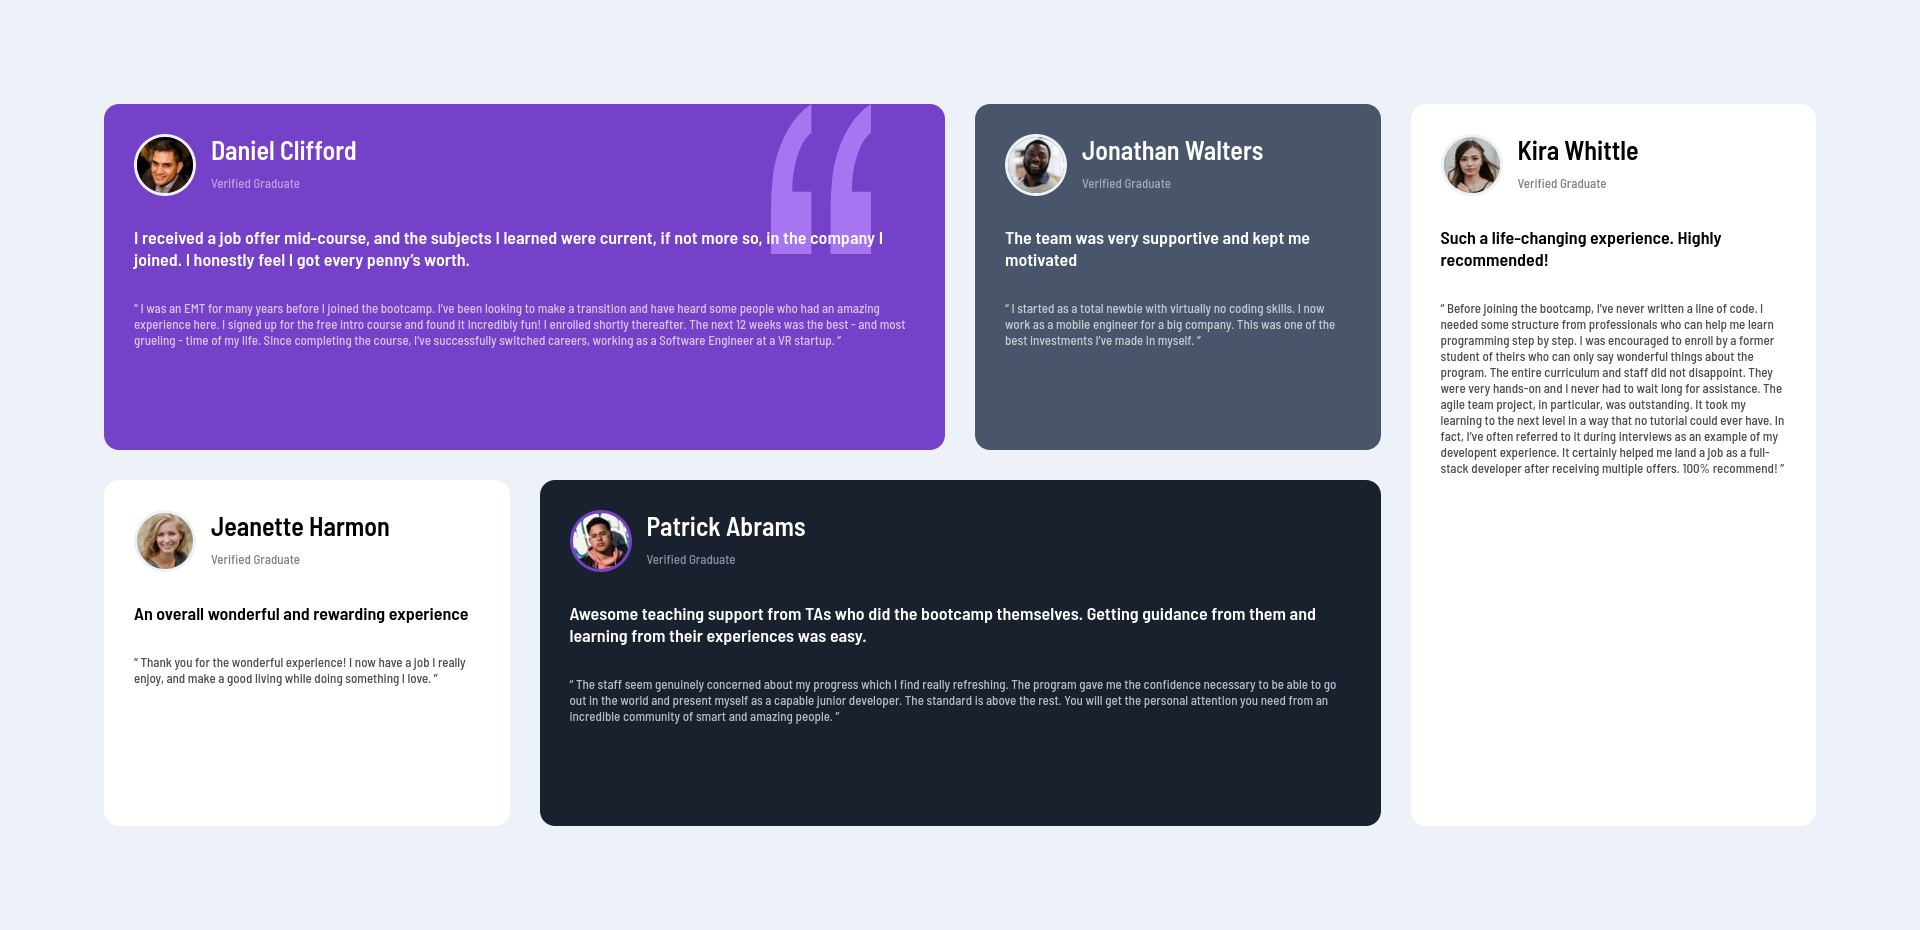 Daniel Clifford
Verified Graduate
I received a job offer mid-course, and the subjects I learned were current, if not more so, in the company I
joined. I honestly feel I got every penny’s worth.
“ I was an EMT for many years before I joined the bootcamp. I’ve been looking to make a transition and have heard some people who had an amazing
experience here. I signed up for the free intro course and found it incredibly fun! I enrolled shortly thereafter. The next 12 weeks was the best - and most
grueling - time of my life. Since completing the course, I’ve successfully switched careers, working as a Software Engineer at a VR startup. ”
Jonathan Walters
Verified Graduate
The team was very supportive and kept me
motivated
“ I started as a total newbie with virtually no coding skills. I now
work as a mobile engineer for a big company. This was one of the
best investments I’ve made in myself. ”
Kira Whittle
Verified Graduate
Such a life-changing experience. Highly
recommended!
“ Before joining the bootcamp, I’ve never written a line of code. I
needed some structure from professionals who can help me learn
programming step by step. I was encouraged to enroll by a former
student of theirs who can only say wonderful things about the
program. The entire curriculum and staff did not disappoint. They
were very hands-on and I never had to wait long for assistance. The
agile team project, in particular, was outstanding. It took my
learning to the next level in a way that no tutorial could ever have. In
fact, I’ve often referred to it during interviews as an example of my
developent experience. It certainly helped me land a job as a full-
stack developer after receiving multiple offers. 100% recommend! ”
Jeanette Harmon
Verified Graduate
An overall wonderful and rewarding experience
“ Thank you for the wonderful experience! I now have a job I really
enjoy, and make a good living while doing something I love. ”
Patrick Abrams
Verified Graduate
Awesome teaching support from TAs who did the bootcamp themselves. Getting guidance from them and
learning from their experiences was easy.
“ The staff seem genuinely concerned about my progress which I find really refreshing. The program gave me the confidence necessary to be able to go
out in the world and present myself as a capable junior developer. The standard is above the rest. You will get the personal attention you need from an
incredible community of smart and amazing people. ”